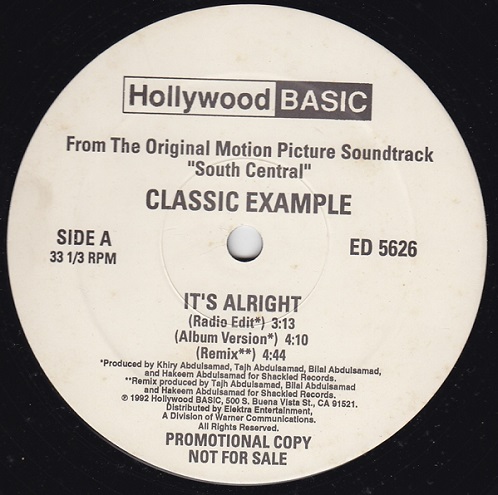 Hollywood BASIC
From The Original Motion Picture Soundtrack
"South Central"
CLASSIC EXAMPLE
SIDE A
33 1/3 RPM
ED 5626
IT'S ALRIGHT
(Radio Edit*) 3:13
(Album Version*) 4:10
(Remix**) 4:44
*Produced by Khiry Abdulsamad, Tajh Abdulsamad, Bilal Abdulsamad,
and Hakeem Abdulsamad for Shackled Records.
**Remix produced by Tajh Abdulsamad, Bilal Abdulsamad
and Hakeem Abdulsamad for Shackled Records.
℗ 1992 Hollywood BASIC, 500 S. Buena Vista St., CA 91521.
Distributed by Elektra Entertainment,
A Division of Warner Communications.
All Rights Reserved.
PROMOTIONAL COPY
NOT FOR SALE